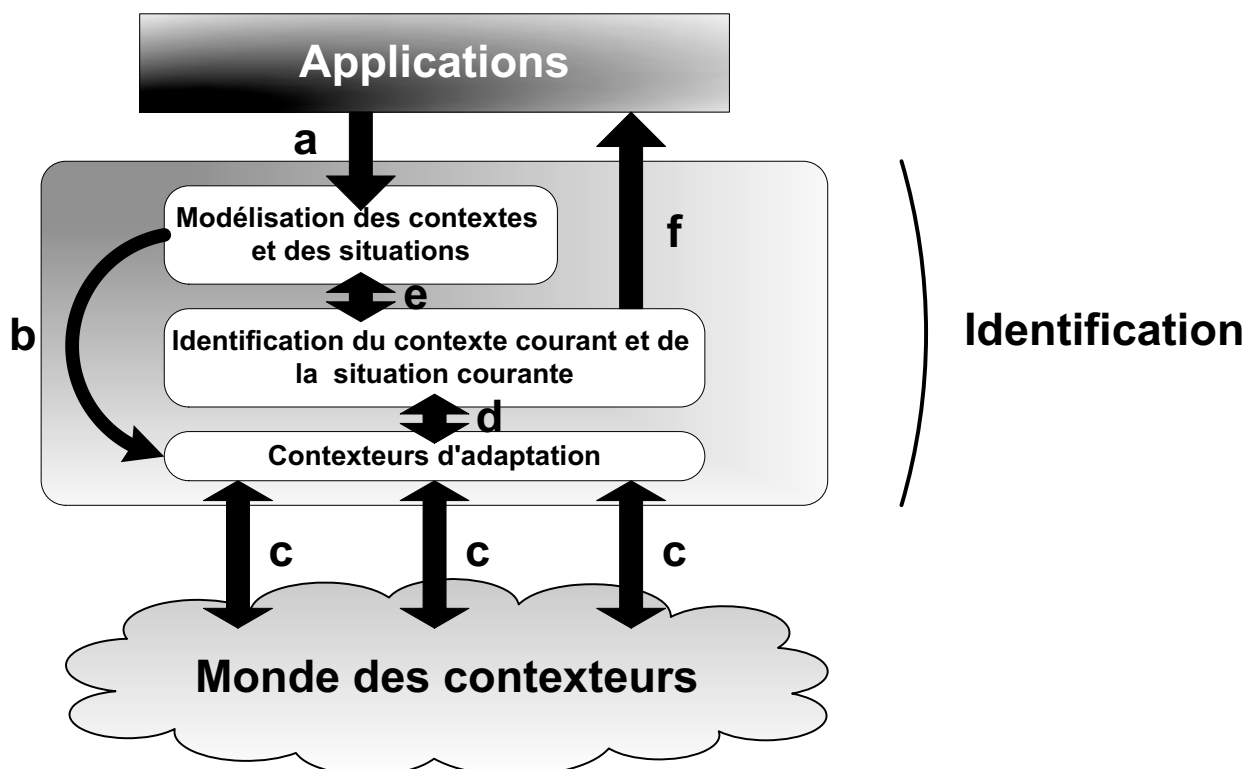 Applications
a
Modélisation des contextes
et des situations
f
e
b
Identification du contexte courant et de
la situation courante
Identification
d
Contexteurs d'adaptation
c
c
c
Monde des contexteurs